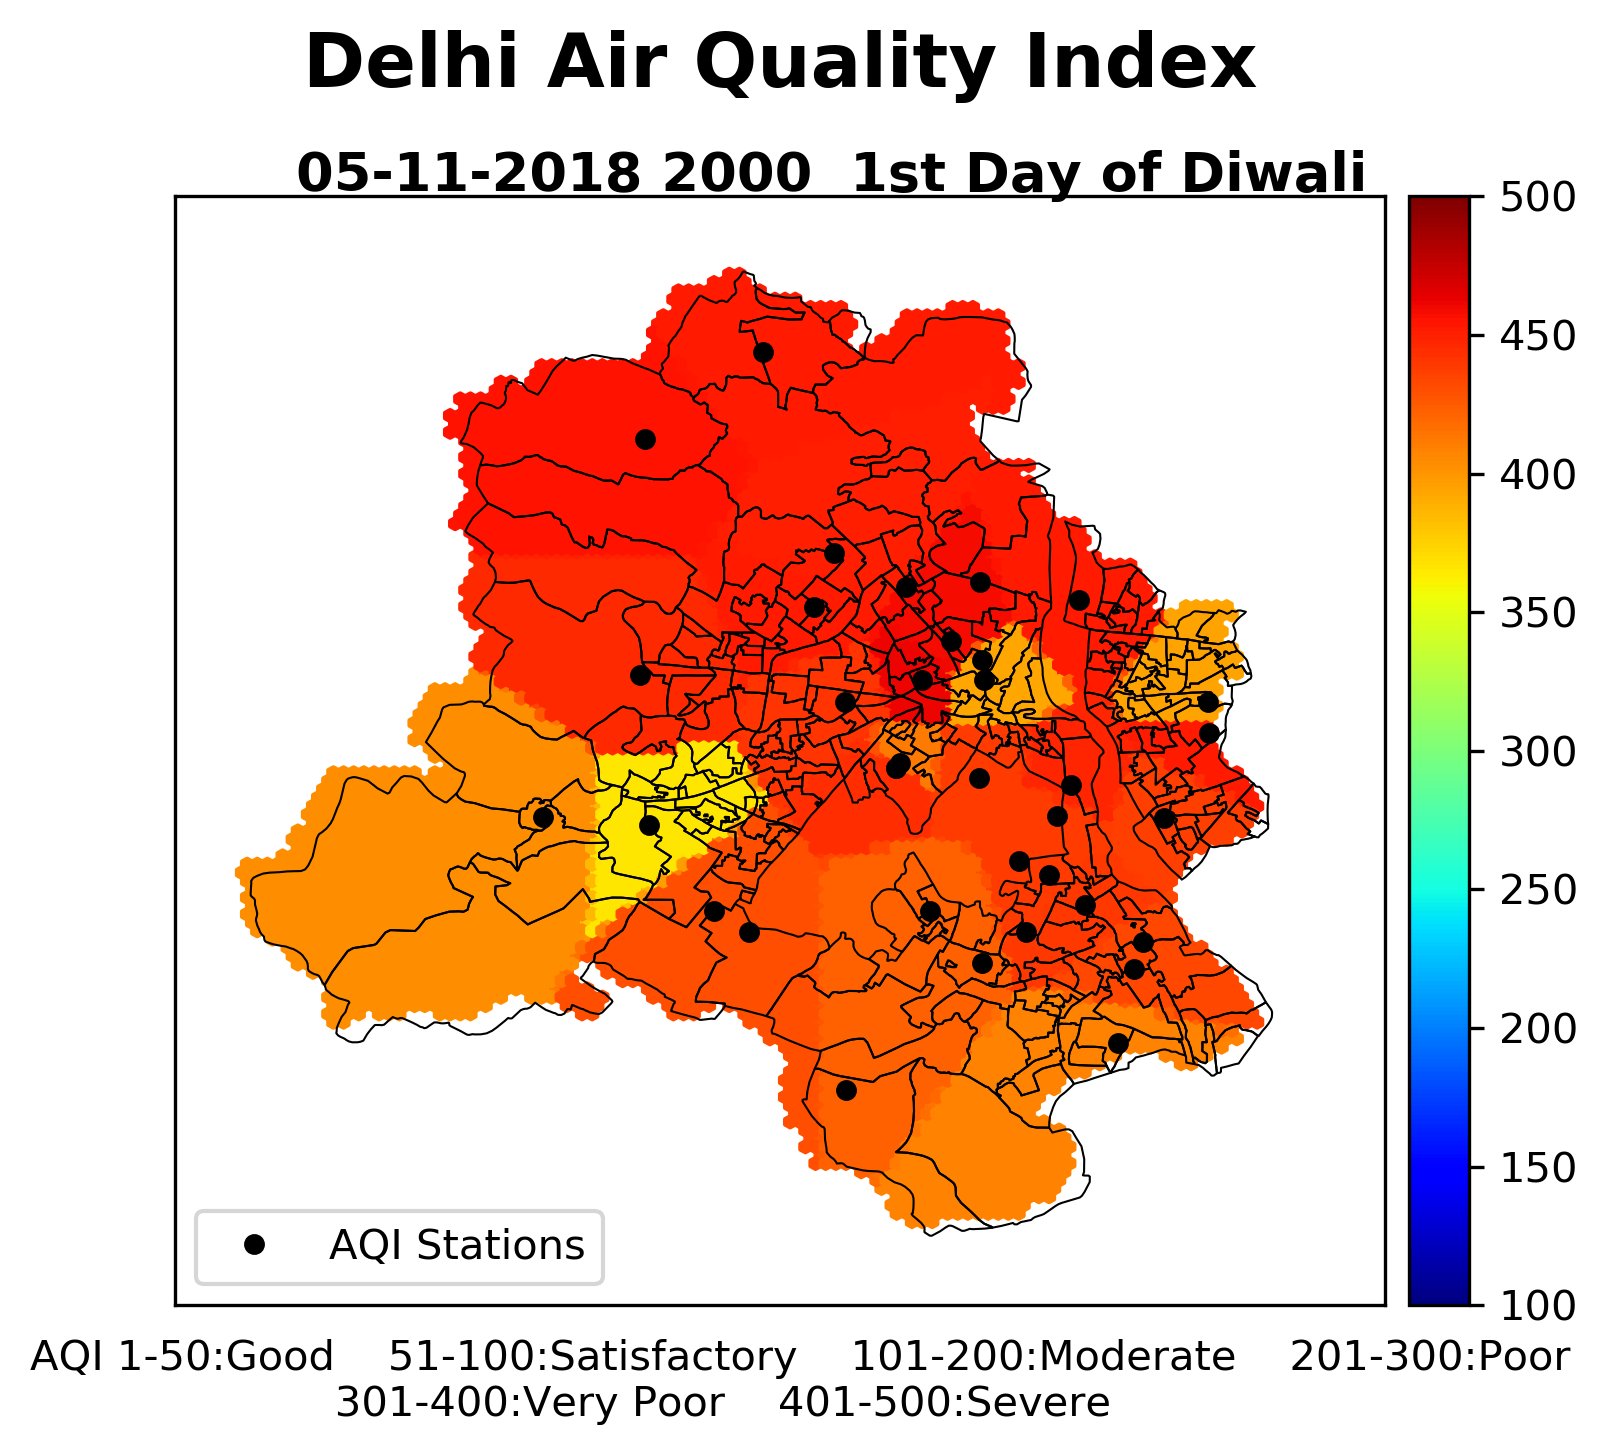 Delhi Air Quality Index
05-11-2018 2000  1st Day of Diwali
500
450
400
350
300
250
200
150
100
AQI Stations
AQI 1-50:Good    51-100:Satisfactory    101-200:Moderate    201-300:Poor
301-400:Very Poor    401-500:Severe